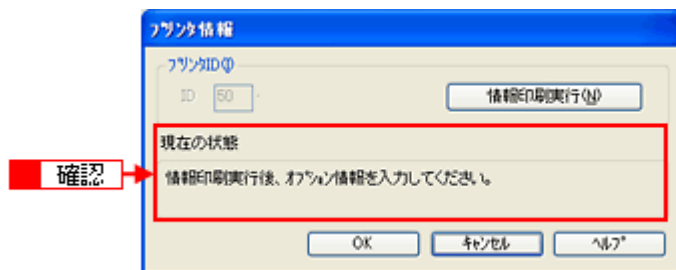 プリンタ情報
プリンタID(I)
ID 50 -
情報印刷実行(N)
現在の状態
確認
情報印刷実行後、オプション情報を入力してください。
OK キャンセル ヘルプ